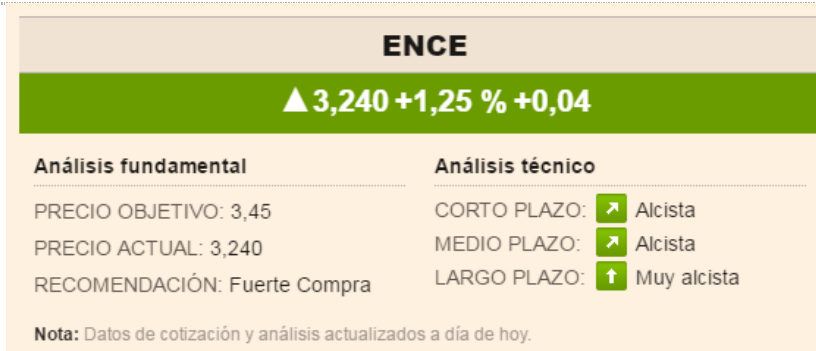 ENCE
▲3,240 +1,25 % +0,04
Análisis fundamental
PRECIO OBJETIVO: 3,45
PRECIO ACTUAL: 3,240
RECOMENDACIÓN: Fuerte Compra
Análisis técnico
CORTO PLAZO: Alcista
MEDIO PLAZO: Alcista
LARGO PLAZO: Muy alcista
Nota: Datos de cotización y análisis actualizados a día de hoy.